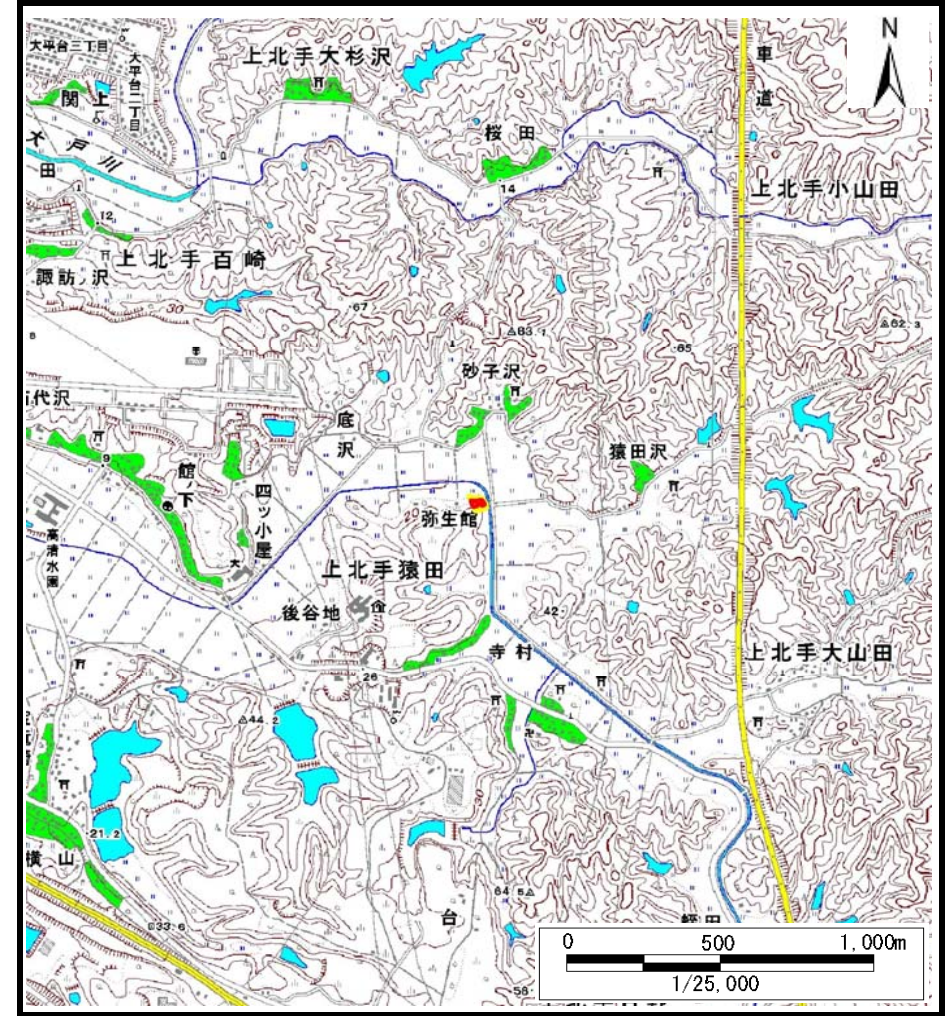 N
車道
大平台三丁目
大平台二丁目
上北手大杉沢
関上
桜田
14
大戸川
田
上北手小山田
12
上北手百崎
諏訪ノ沢
30
67
83.1
62.3
65
砂子沢
代沢
底沢
猿田沢
9
館ノ下
四ツ小屋
20
弥生館
60
高清水園
上北手猿田
後谷地
42
寺村
上北手大山田
26
44.2
30
21.2
横山
33.6
64.5
台
58
0 500 1,000m
1/25,000